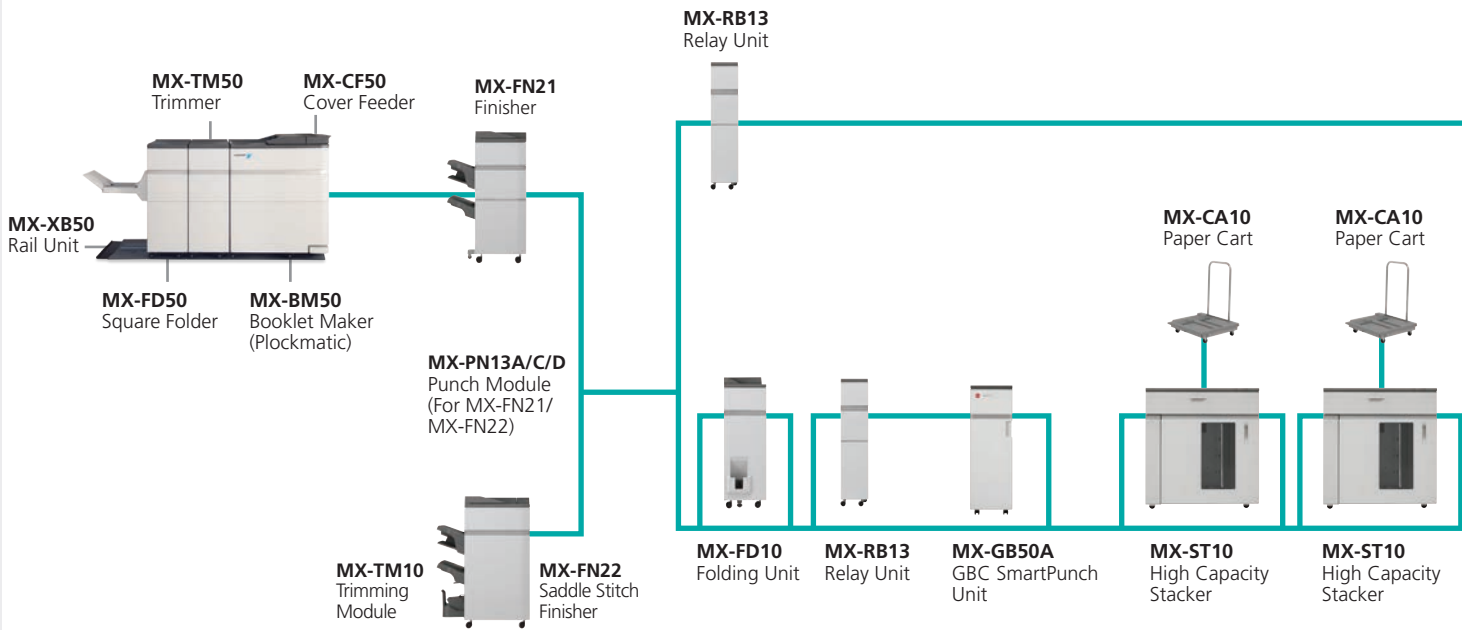 MX-RB13
Relay Unit
MX-TM50
Trimmer
MX-CF50
Cover Feeder
MX-FN21
Finisher
MX-XB50
Rail Unit
MX-FD50
Square Folder
MX-BM50
Booklet Maker
(Plockmatic)
MX-CA10
Paper Cart
MX-CA10
Paper Cart
MX-PN13A/C/D
Punch Module
(For MX-FN21/
MX-FN22)
MX-TM10
Trimming
Module
MX-FN22
Saddle Stitch
Finisher
MX-FD10
Folding Unit
MX-RB13
Relay Unit
MX-GB50A
GBC SmartPunch
Unit
MX-ST10
High Capacity
Stacker
MX-ST10
High Capacity
Stacker